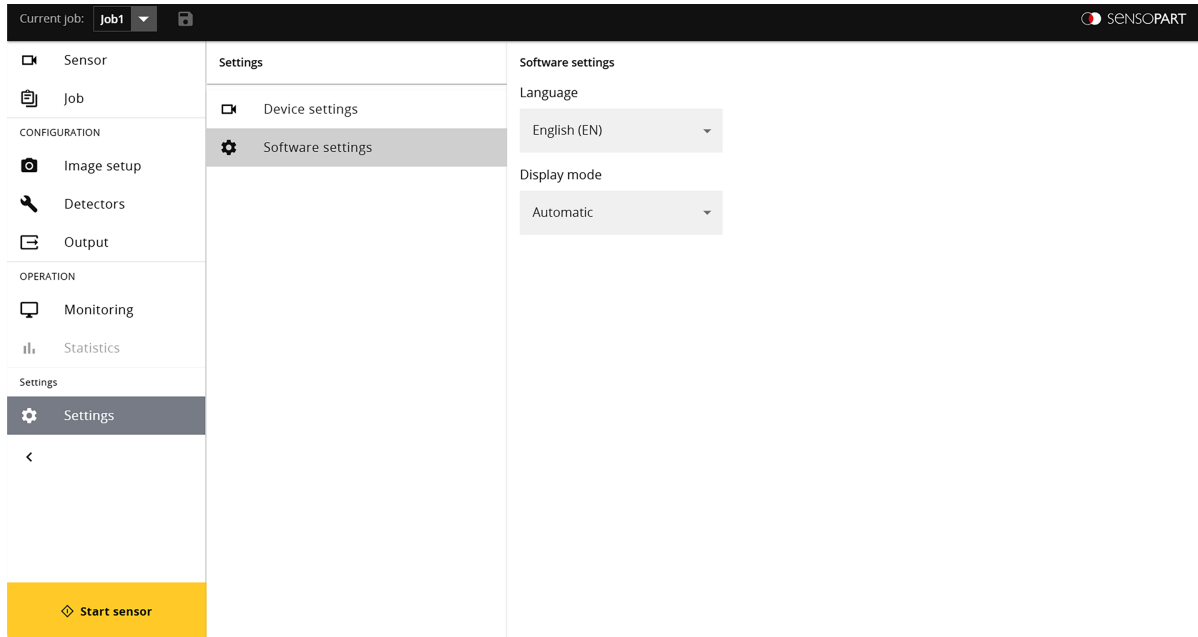 Current job: Job1
SENSOPART
Sensor
Job
CONFIGURATION
Image setup
Detectors
Output
OPERATION
Monitoring
Statistics
Settings
Settings
Start sensor
Settings
Device settings
Software settings
Software settings
Language
English (EN)
Display mode
Automatic